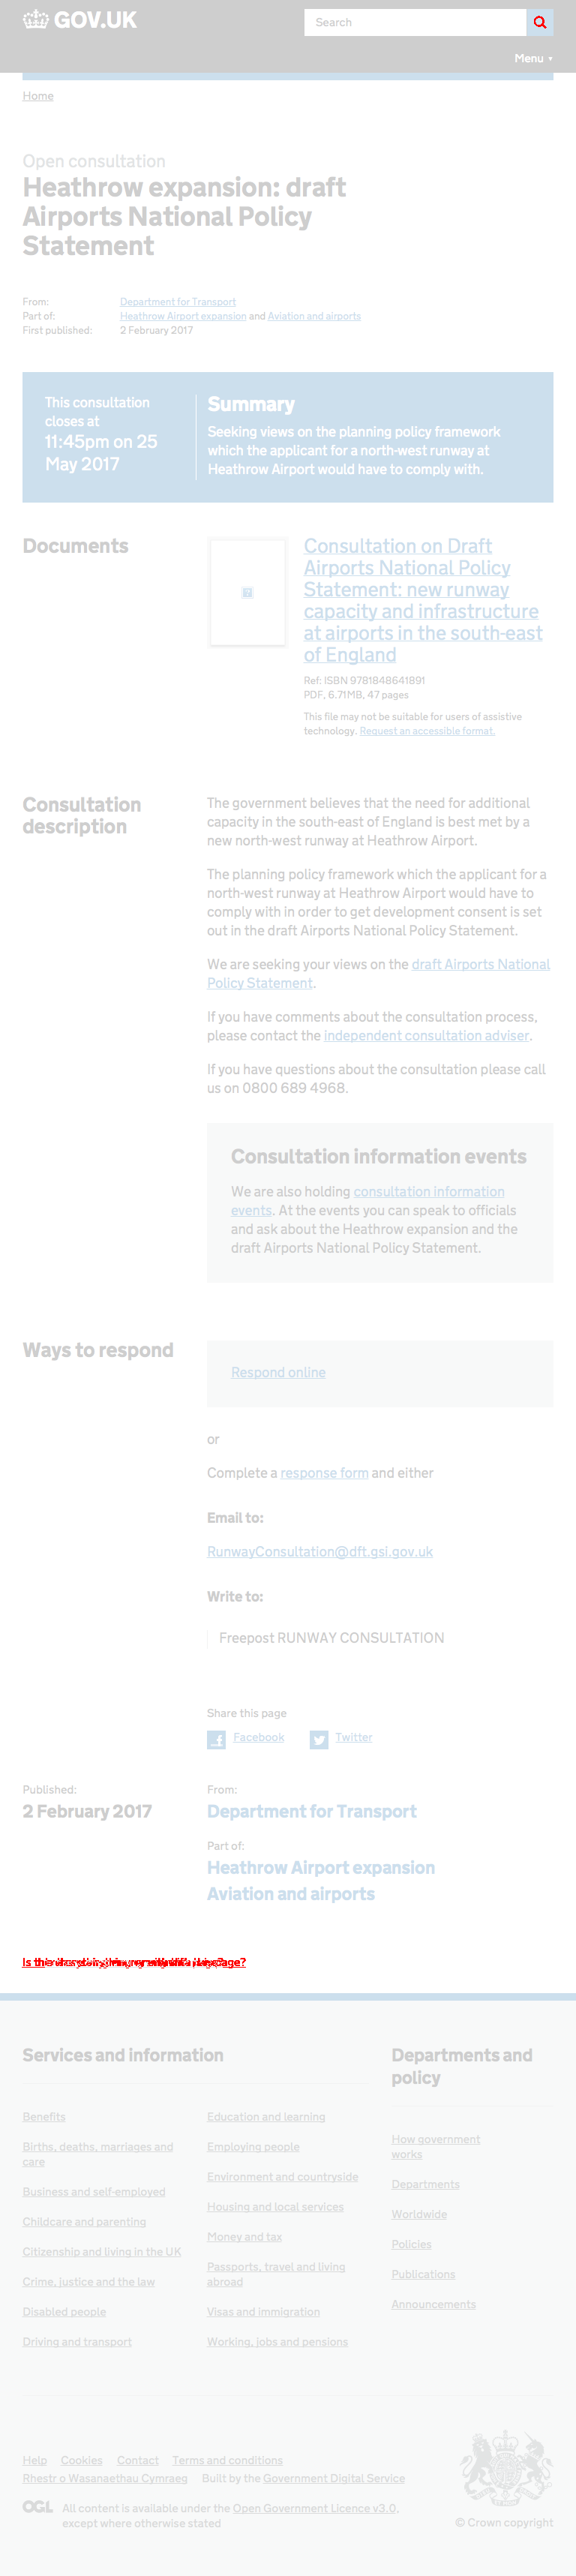 GOV.UK
Search
Menu ▼
Home
Open consultation
Heathrow expansion: draft
Airports National Policy
Statement
From: Department for Transport
Part of: Heathrow Airport expansion and Aviation and airports
First published: 2 February 2017
This consultation
closes at
11:45pm on 25
May 2017
Summary
Seeking views on the planning policy framework
which the applicant for a north-west runway at
Heathrow Airport would have to comply with.
Documents
Consultation on Draft
Airports National Policy
Statement: new runway
capacity and infrastructure
at airports in the south-east
of England
Ref: ISBN 9781848641891
PDF, 6.71MB, 47 pages
This file may not be suitable for users of assistive
technology. Request an accessible format.
Consultation
description
The government believes that the need for additional
capacity in the south-east of England is best met by a
new north-west runway at Heathrow Airport.
The planning policy framework which the applicant for a
north-west runway at Heathrow Airport would have to
comply with in order to get development consent is set
out in the draft Airports National Policy Statement.
We are seeking your views on the draft Airports National
Policy Statement.
If you have comments about the consultation process,
please contact the independent consultation adviser.
If you have questions about the consultation please call
us on 0800 689 4968.
Consultation information events
We are also holding consultation information
events. At the events you can speak to officials
and ask about the Heathrow expansion and the
draft Airports National Policy Statement.
Ways to respond
Respond online
or
Complete a response form and either
Email to:
RunwayConsultation@dft.gsi.gov.uk
Write to:
Freepost RUNWAY CONSULTATION
Share this page
Facebook
Twitter
Published:
2 February 2017
From:
Department for Transport
Part of:
Heathrow Airport expansion
Aviation and airports
Services and information
Benefits
Births, deaths, marriages and
care
Business and self-employed
Childcare and parenting
Citizenship and living in the UK
Crime, justice and the law
Disabled people
Driving and transport
Education and learning
Employing people
Environment and countryside
Housing and local services
Money and tax
Passports, travel and living
abroad
Visas and immigration
Working, jobs and pensions
Departments and
policy
How government
works
Departments
Worldwide
Policies
Publications
Announcements
Help Cookies Contact Terms and conditions
Rhestr o Wasanaethau Cymraeg Built by the Government Digital Service
OGL All content is available under the Open Government Licence v3.0,
except where otherwise stated
© Crown copyright